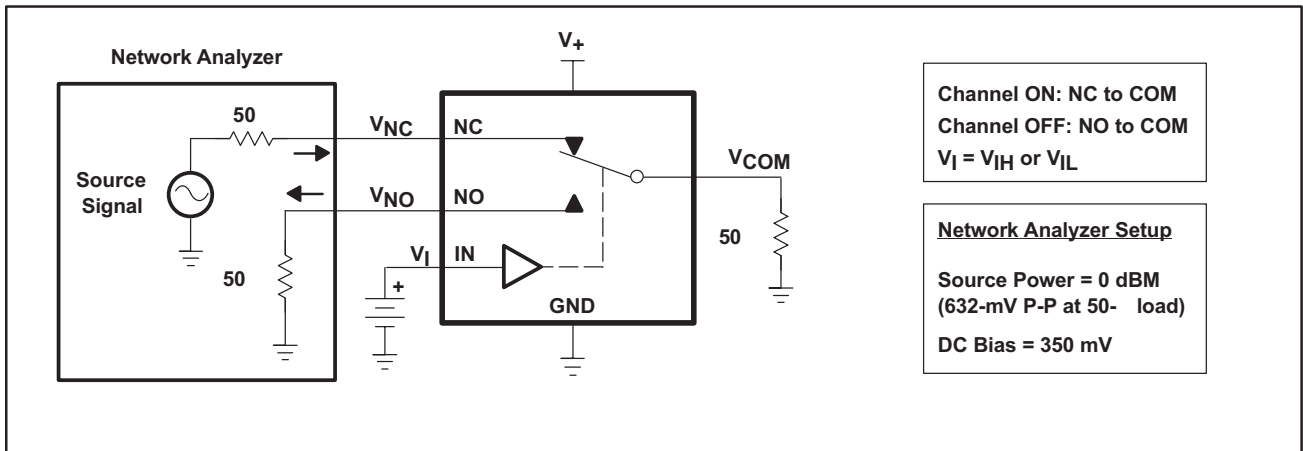 Network Analyzer
V+
50
VNC
NC
Source
Signal
VCOM
VNO
NO
50
50
VI
IN
+
GND
Channel ON: NC to COM
Channel OFF: NO to COM
VI = VIH or VIL
Network Analyzer Setup
Source Power = 0 dBM
(632-mV P-P at 50- load)
DC Bias = 350 mV